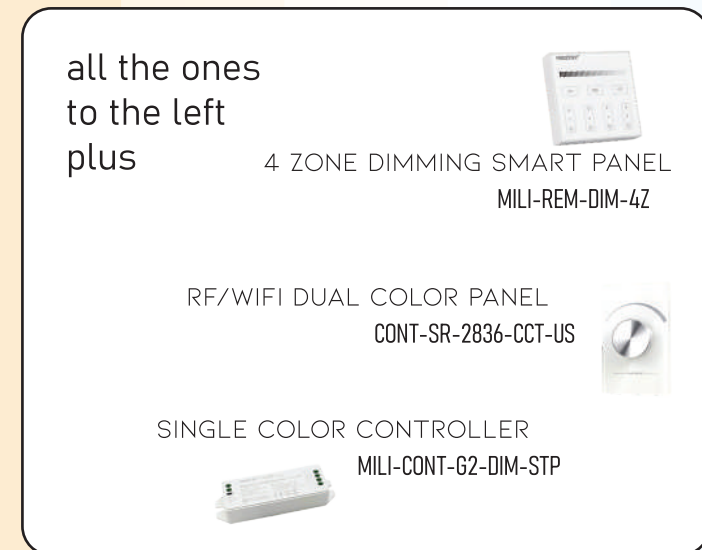 all the ones
to the left
plus
4 ZONE DIMMING SMART PANEL
MILI-REM-DIM-4Z
RF/WIFI DUAL COLOR PANEL
CONT-SR-2836-CCT-US
SINGLE COLOR CONTROLLER
MILI-CONT-G2-DIM-STP